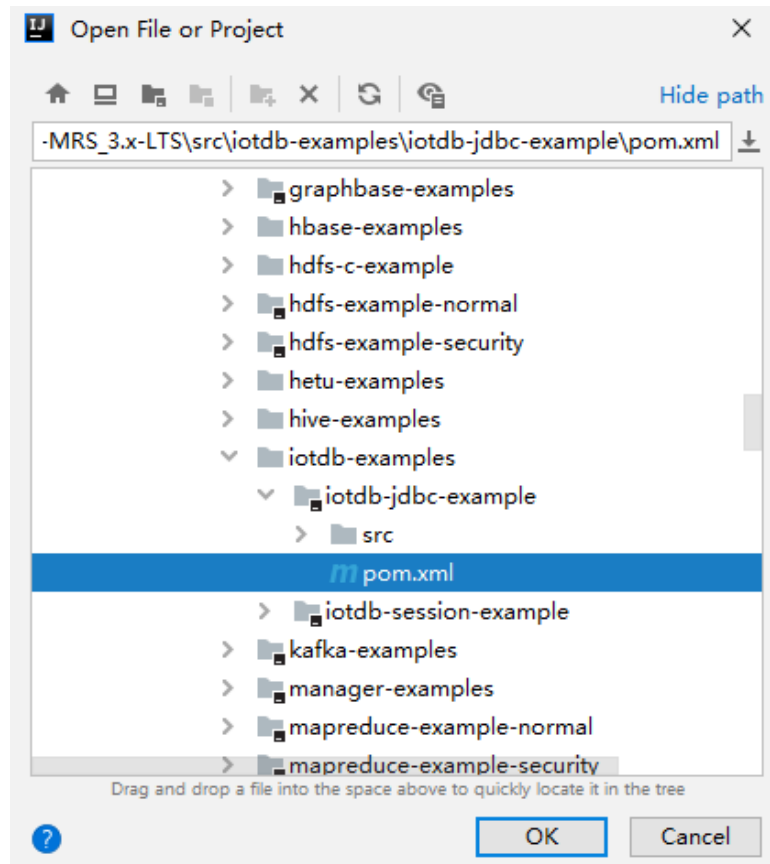 IJ Open File or Project
Hide path
-MRS_3.x-LTS\src\iotdb-examples\iotdb-jdbc-example\pom.xml
graphbase-examples
hbase-examples
hdfs-c-example
hdfs-example-normal
hdfs-example-security
hetu-examples
hive-examples
iotdb-examples
iotdb-jdbc-example
src
m pom.xml
iotdb-session-example
kafka-examples
manager-examples
mapreduce-example-normal
mapreduce-example-security
Drag and drop a file into the space above to quickly locate it in the tree
? OK Cancel